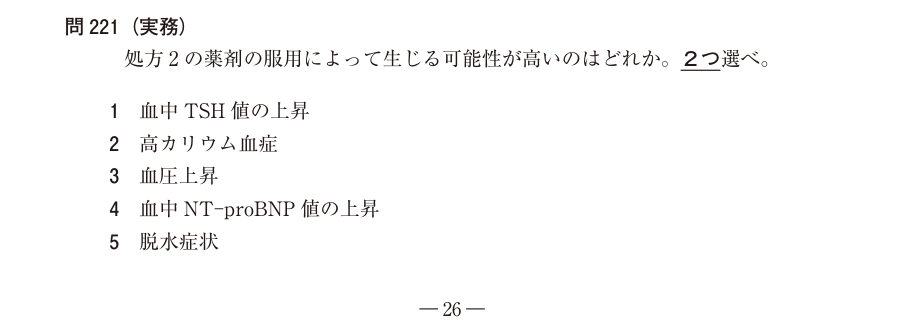 問 221（実務）
処方２の薬剤の服用によって生じる可能性が高いのはどれか。２つ選べ。
1 血中 TSH 値の上昇
2 高カリウム血症
3 血圧上昇
4 血中 NT-proBNP 値の上昇
5 脱水症状
― 26 ―